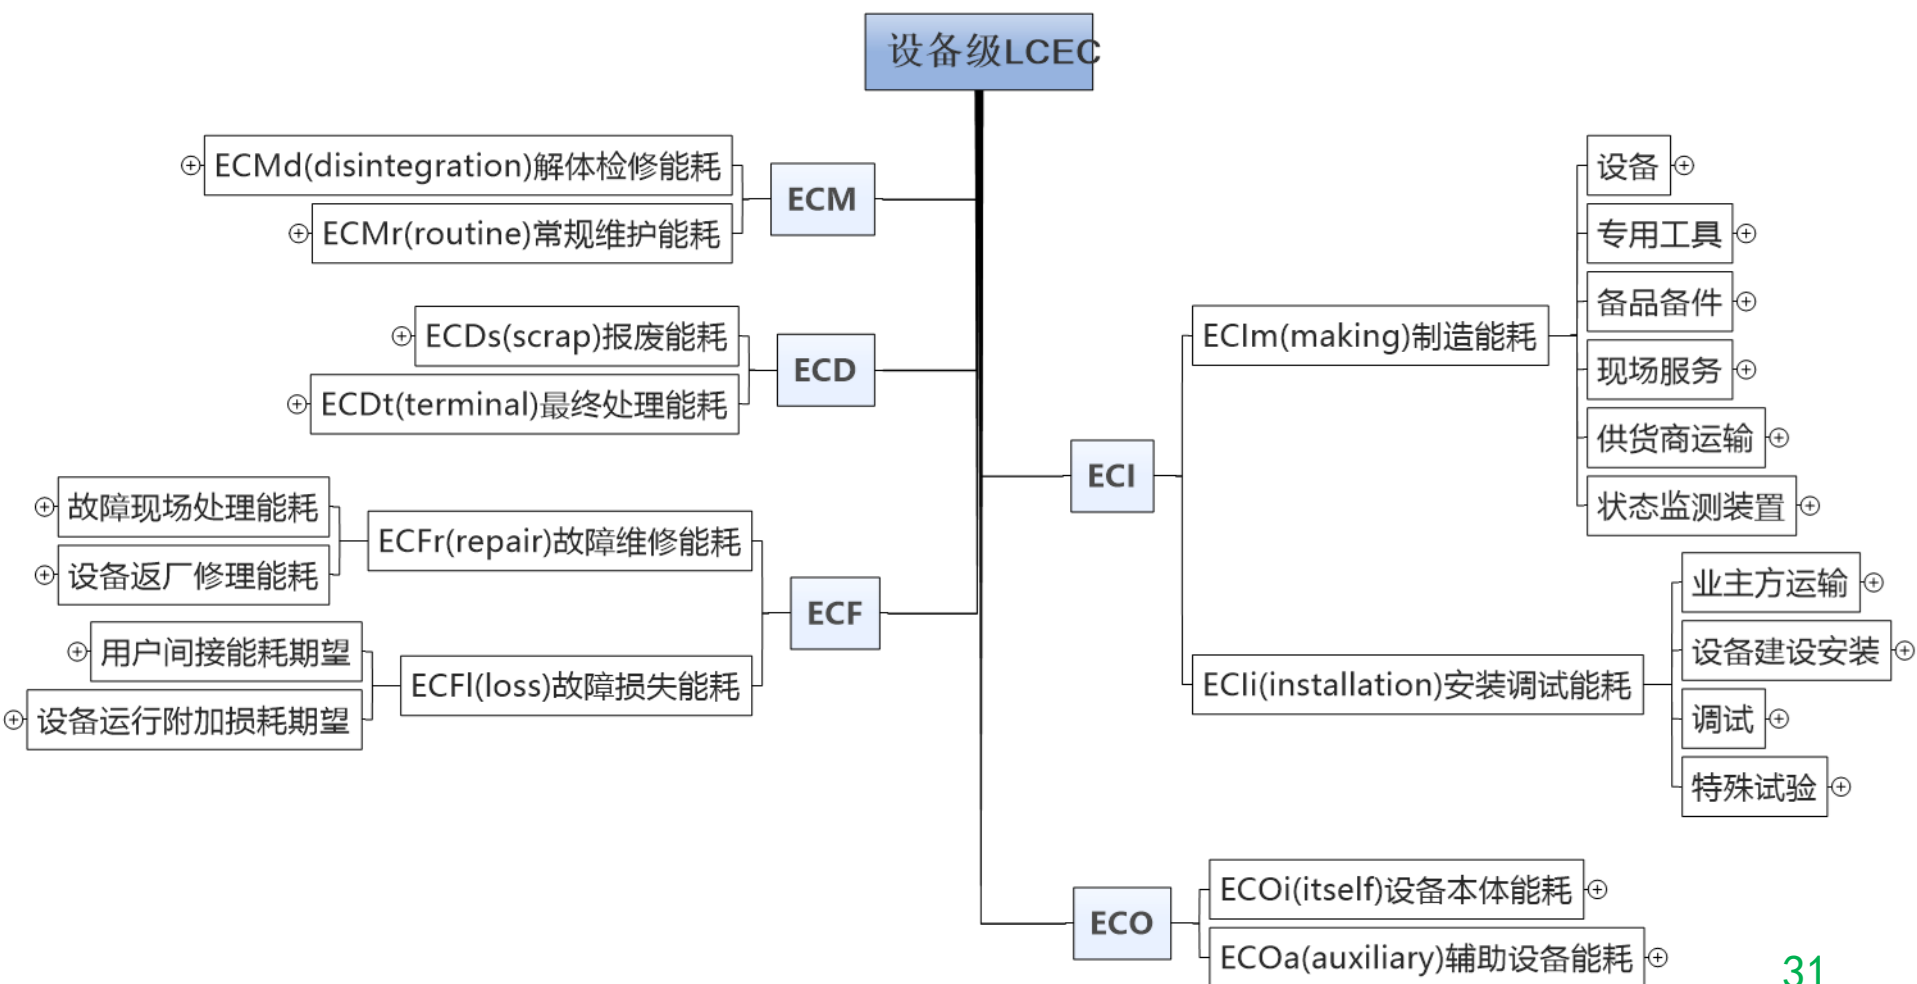 设备级LCEC
ECM
ECMd(disintegration)解体检修能耗
ECMr(routine)常规维护能耗
ECD
ECDs(scrap)报废能耗
ECDt(terminal)最终处理能耗
ECF
ECFr(repair)故障维修能耗
故障现场处理能耗
设备返厂修理能耗
ECFl(loss)故障损失能耗
用户间接能耗期望
设备运行附加损耗期望
ECI
ECIm(making)制造能耗
设备
专用工具
备品备件
现场服务
供货商运输
状态监测装置
ECIi(installation)安装调试能耗
业主方运输
设备建设安装
调试
特殊试验
ECO
ECOi(itself)设备本体能耗
ECOa(auxiliary)辅助设备能耗
31